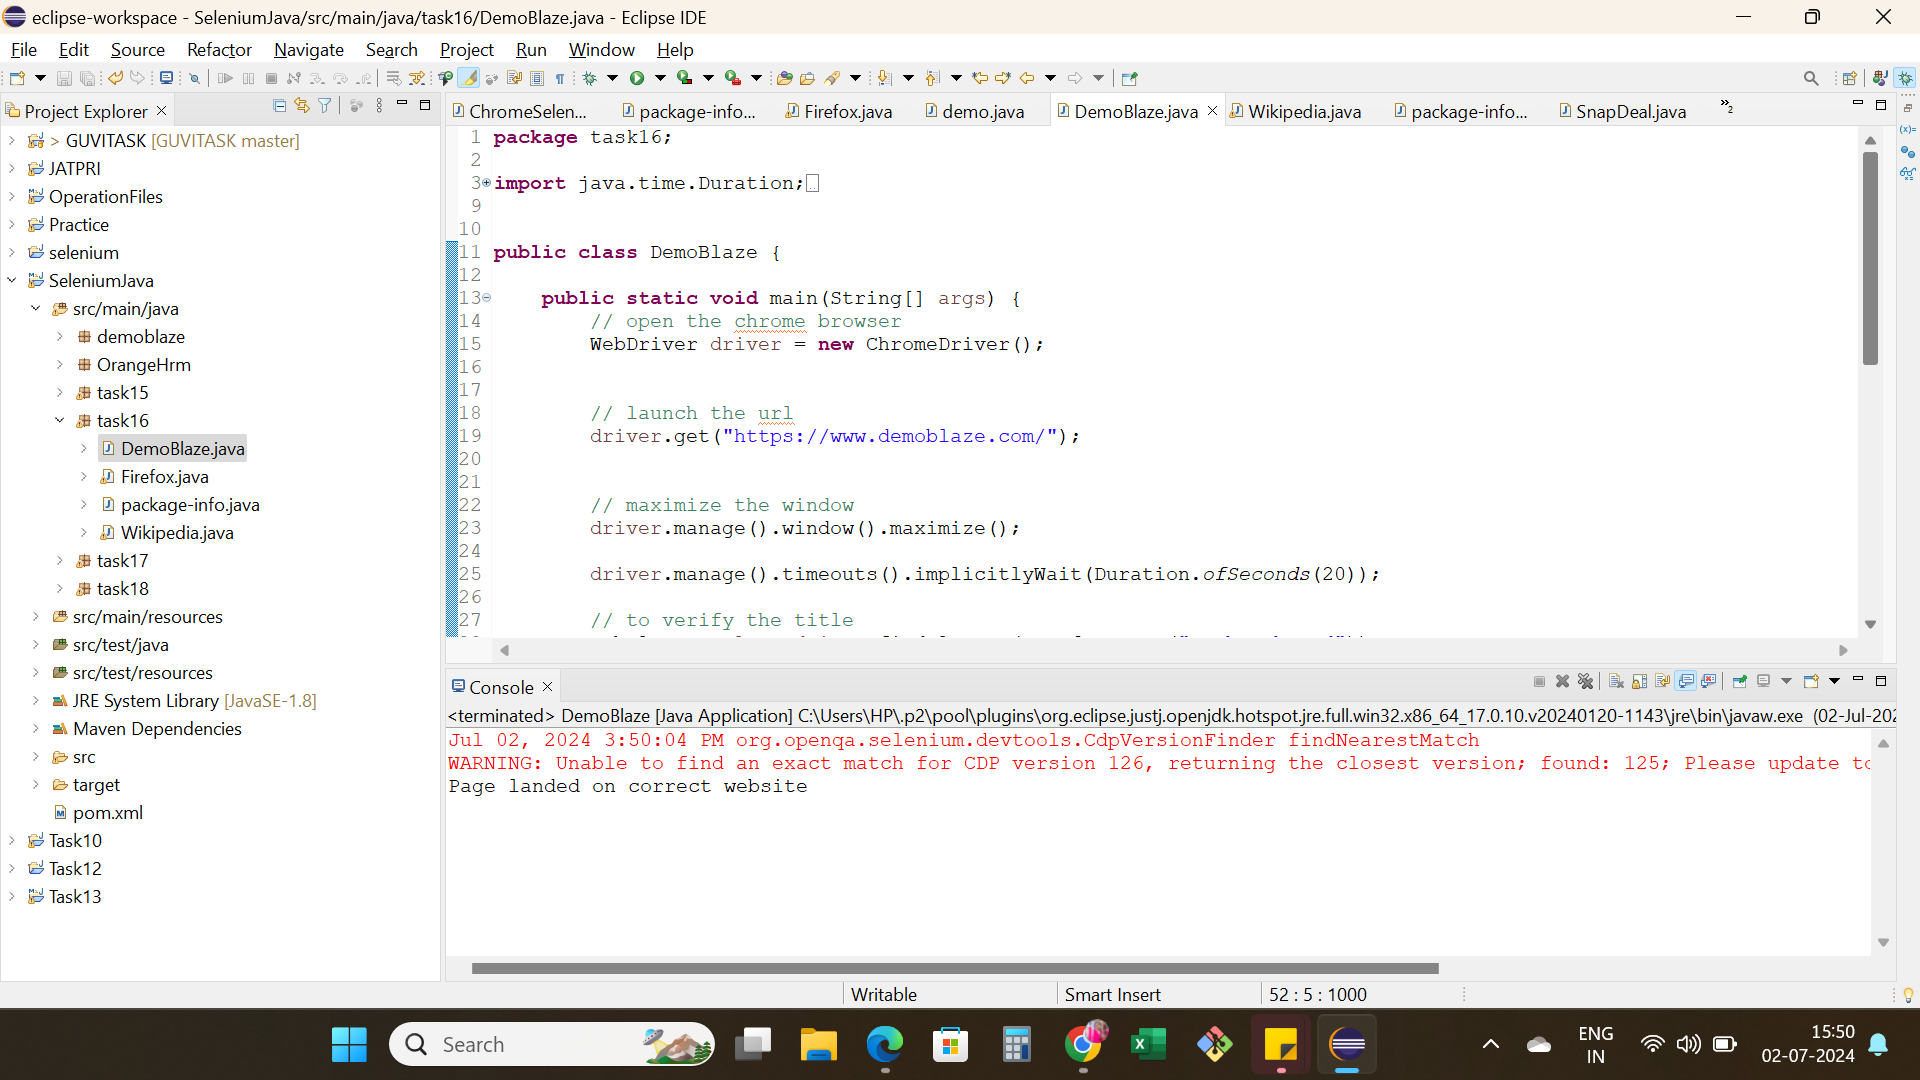 eclipse-workspace - SeleniumJava/src/main/java/task16/DemoBlaze.java - Eclipse IDE
File Edit Source Refactor Navigate Search Project Run Window Help
Project Explorer
> GUVITASK [GUVITASK master]
JATPRI
OperationFiles
Practice
selenium
SeleniumJava
src/main/java
demoblaze
OrangeHrm
task15
task16
DemoBlaze.java
Firefox.java
package-info.java
Wikipedia.java
task17
task18
src/main/resources
src/test/java
src/test/resources
JRE System Library [JavaSE-1.8]
Maven Dependencies
src
target
pom.xml
Task10
Task12
Task13
ChromeSelen... package-info... Firefox.java demo.java DemoBlaze.java Wikipedia.java package-info... SnapDeal.java »2
1 package task16;
2
3 import java.time.Duration;
9
10
11 public class DemoBlaze {
12
13 public static void main(String[] args) {
14 // open the chrome browser
15 WebDriver driver = new ChromeDriver();
16
17
18 // launch the url
19 driver.get("https://www.demoblaze.com/");
20
21
22 // maximize the window
23 driver.manage().window().maximize();
24
25 driver.manage().timeouts().implicitlyWait(Duration.ofSeconds(20));
26
27 // to verify the title
Console
<terminated> DemoBlaze [Java Application] C:\Users\HP\.p2\pool\plugins\org.eclipse.justj.openjdk.hotspot.jre.full.win32.x86_64_17.0.10.v20240120-1143\jre\bin\javaw.exe (02-Jul-202
Jul 02, 2024 3:50:04 PM org.openqa.selenium.devtools.CdpVersionFinder findNearestMatch
WARNING: Unable to find an exact match for CDP version 126, returning the closest version; found: 125; Please update to
Page landed on correct website
Writable Smart Insert 52 : 5 : 1000
Search
ENG
IN
15:50
02-07-2024